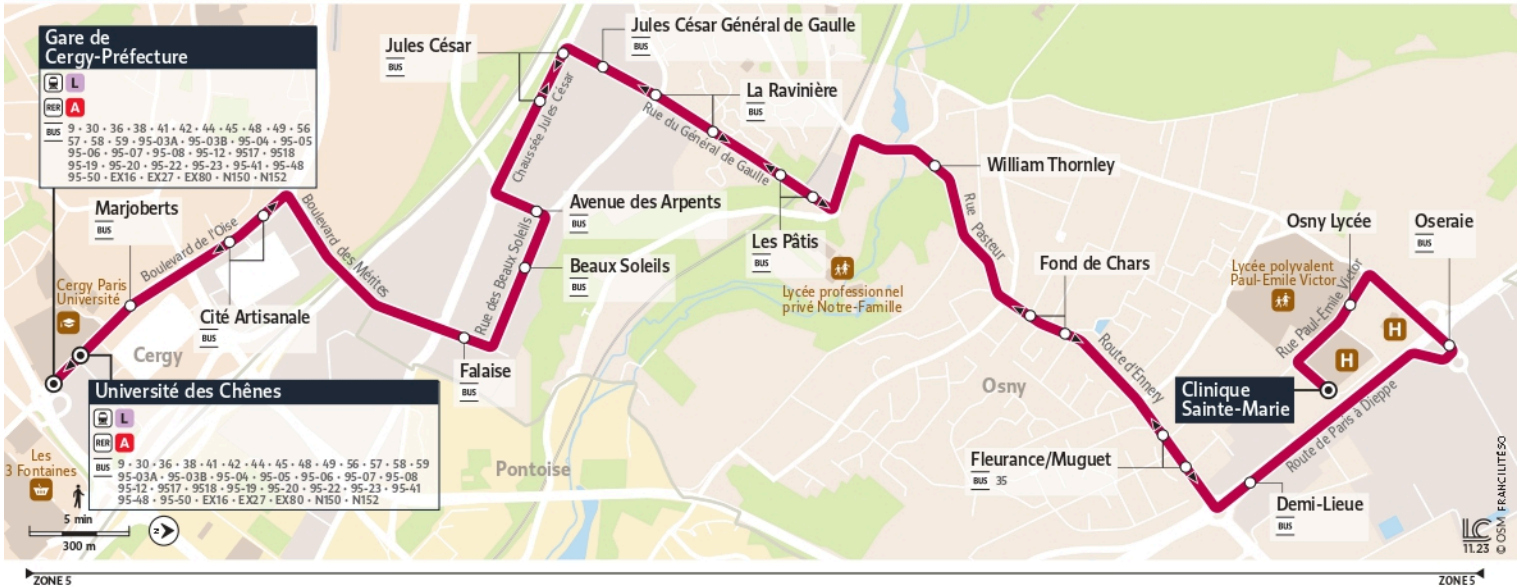 Gare de
Cergy-Préfecture
L
RER A
BUS 9 • 30 • 36 • 38 • 41 • 42 • 44 • 45 • 48 • 49 • 56
57 • 58 • 59 • 95-03A • 95-03B • 95-04 • 95-05
95-06 • 95-07 • 95-08 • 95-12 • 9517 • 9518
95-19 • 95-20 • 95-22 • 95-23 • 95-41 • 95-48
95-50 • EX16 • EX27 • EX80 • N150 • N152
Jules César
BUS
Jules César Général de Gaulle
BUS
La Ravinière
BUS
Chaussée Jules César
Rue du Général de Gaulle
William Thornley
Marjoberts
BUS
Boulevard de l'Oise
Boulevard des Mérites
Avenue des Arpents
BUS
Rue des Beaux Soleils
Beaux Soleils
BUS
Les Pâtis
BUS
Rue Pasteur
Osny Lycée
Oseraie
BUS
Cergy Paris
Université
Cité Artisanale
BUS
Lycée professionnel
privé Notre-Famille
Fond de Chars
Lycée polyvalent
Paul-Emile Victor
Rue Paul-Emile Victor
H
H
Cergy
Falaise
BUS
Route d'Ennery
Osny
Clinique
Sainte-Marie
Université des Chênes
L
RER A
BUS 9 • 30 • 36 • 38 • 41 • 42 • 44 • 45 • 48 • 49 • 56 • 57 • 58 • 59
95-03A • 95-03B • 95-04 • 95-05 • 95-06 • 95-07 • 95-08
95-12 • 9517 • 9518 • 95-19 • 95-20 • 95-22 • 95-23 • 95-41
95-48 • 95-50 • EX16 • EX27 • EX80 • N150 • N152
Route de Paris à Dieppe
Les
3 Fontaines
Pontoise
Fleurance/Muguet
BUS 35
Demi-Lieue
BUS
5 min
300 m
N
LC
11.23
© OSM FRANCILITÉ SO
ZONE 5
ZONE 5